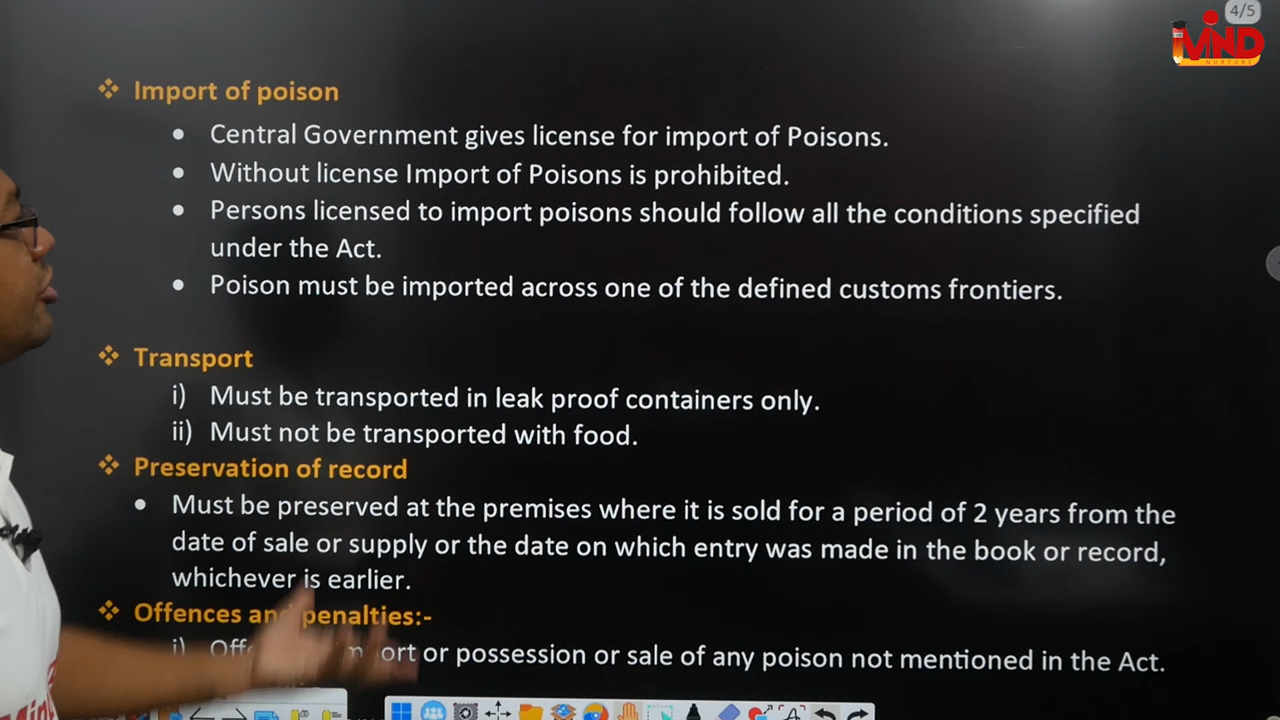 4/5
MIND
NURTURE
Import of poison
Central Government gives license for import of Poisons.
Without license Import of Poisons is prohibited.
Persons licensed to import poisons should follow all the conditions specified
under the Act.
Poison must be imported across one of the defined customs frontiers.
Transport
i) Must be transported in leak proof containers only.
ii) Must not be transported with food.
Preservation of record
Must be preserved at the premises where it is sold for a period of 2 years from the
date of sale or supply or the date on which entry was made in the book or record,
whichever is earlier.
Offences and penalties:-
i) or possession or sale of any poison not mentioned in the Act.